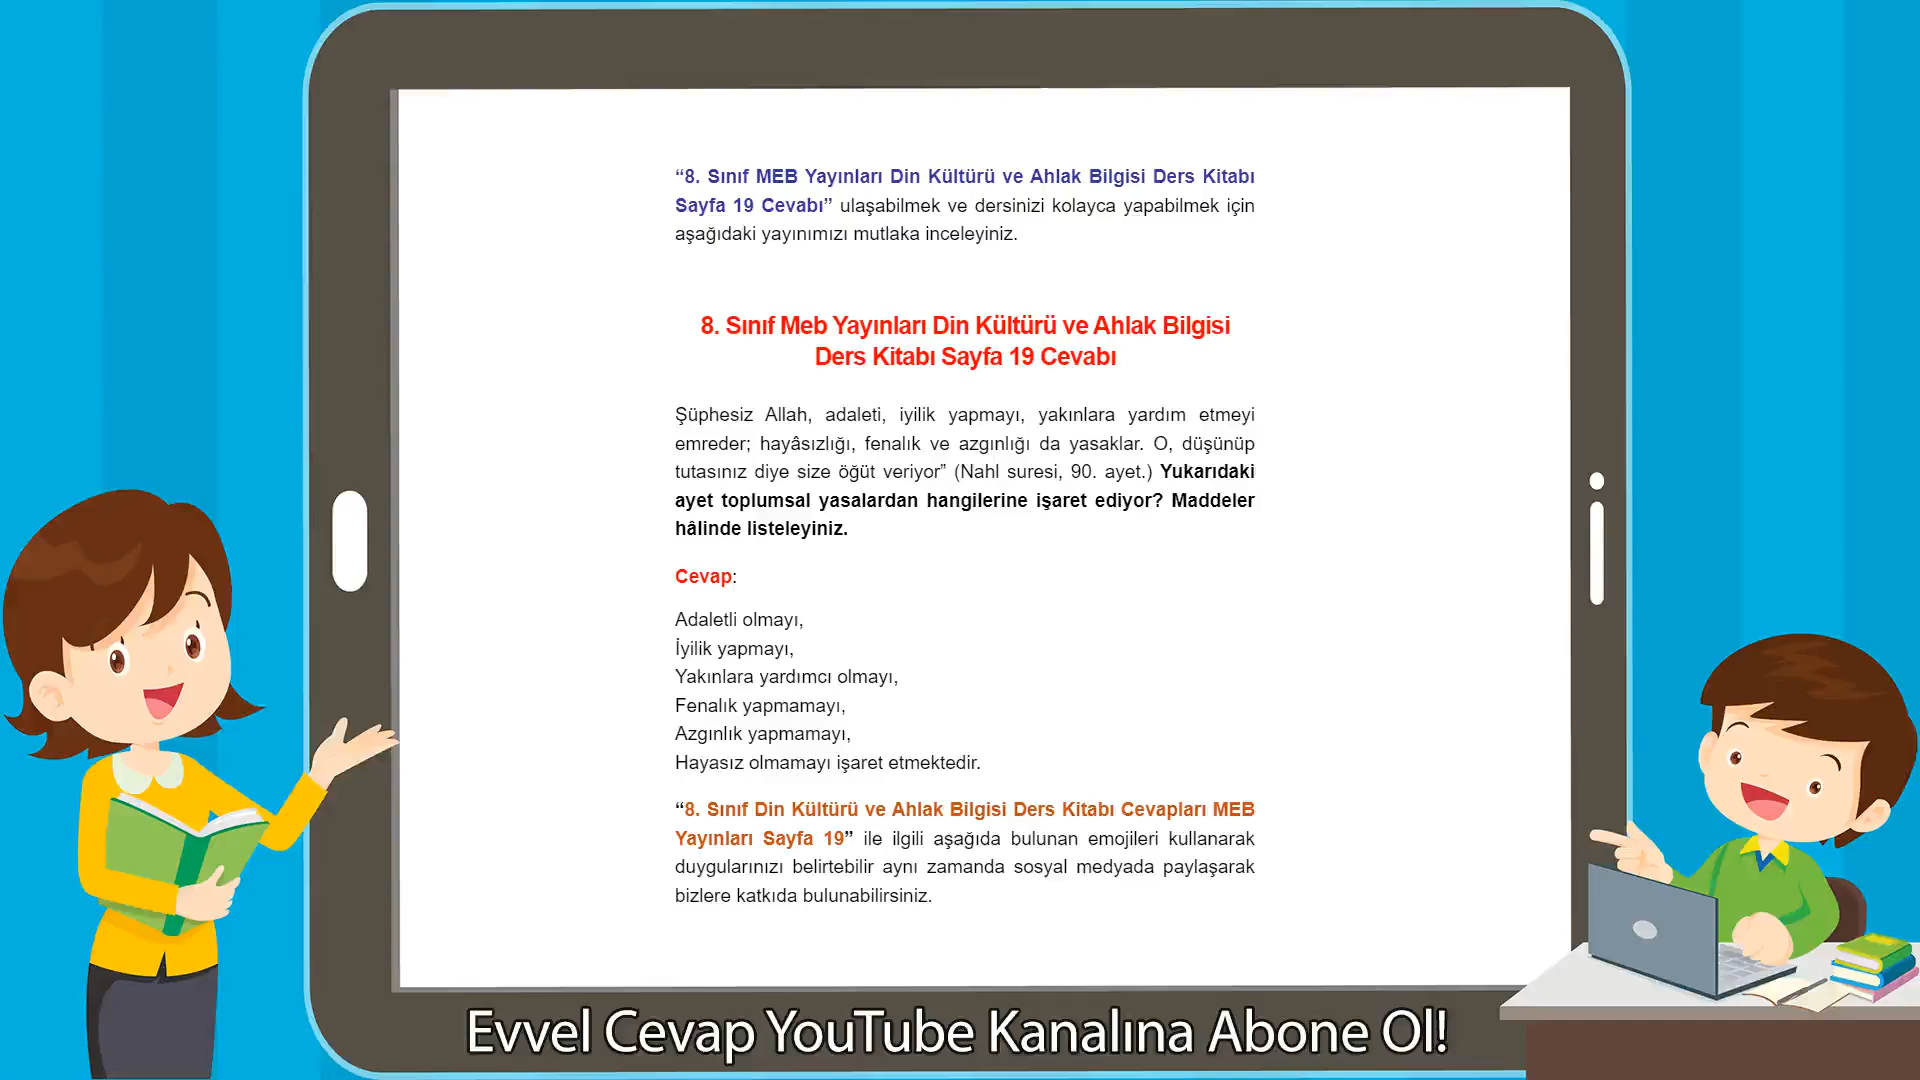 “8. Sınıf MEB Yayınları Din Kültürü ve Ahlak Bilgisi Ders Kitabı
Sayfa 19 Cevabı” ulaşabilmek ve dersinizi kolayca yapabilmek için
aşağıdaki yayınımızı mutlaka inceleyiniz.
8. Sınıf Meb Yayınları Din Kültürü ve Ahlak Bilgisi
Ders Kitabı Sayfa 19 Cevabı
Şüphesiz Allah, adaleti, iyilik yapmayı, yakınlara yardım etmeyi
emreder; hayâsızlığı, fenalık ve azgınlığı da yasaklar. O, düşünüp
tutasınız diye size öğüt veriyor” (Nahl suresi, 90. ayet.) Yukarıdaki
ayet toplumsal yasalardan hangilerine işaret ediyor? Maddeler
hâlinde listeleyiniz.
Cevap:
Adaletli olmayı,
İyilik yapmayı,
Yakınlara yardımcı olmayı,
Fenalık yapmamayı,
Azgınlık yapmamayı,
Hayasız olmamayı işaret etmektedir.
“8. Sınıf Din Kültürü ve Ahlak Bilgisi Ders Kitabı Cevapları MEB
Yayınları Sayfa 19” ile ilgili aşağıda bulunan emojileri kullanarak
duygularınızı belirtebilir aynı zamanda sosyal medyada paylaşarak
bizlere katkıda bulunabilirsiniz.
Evvel Cevap YouTube Kanalına Abone Ol!